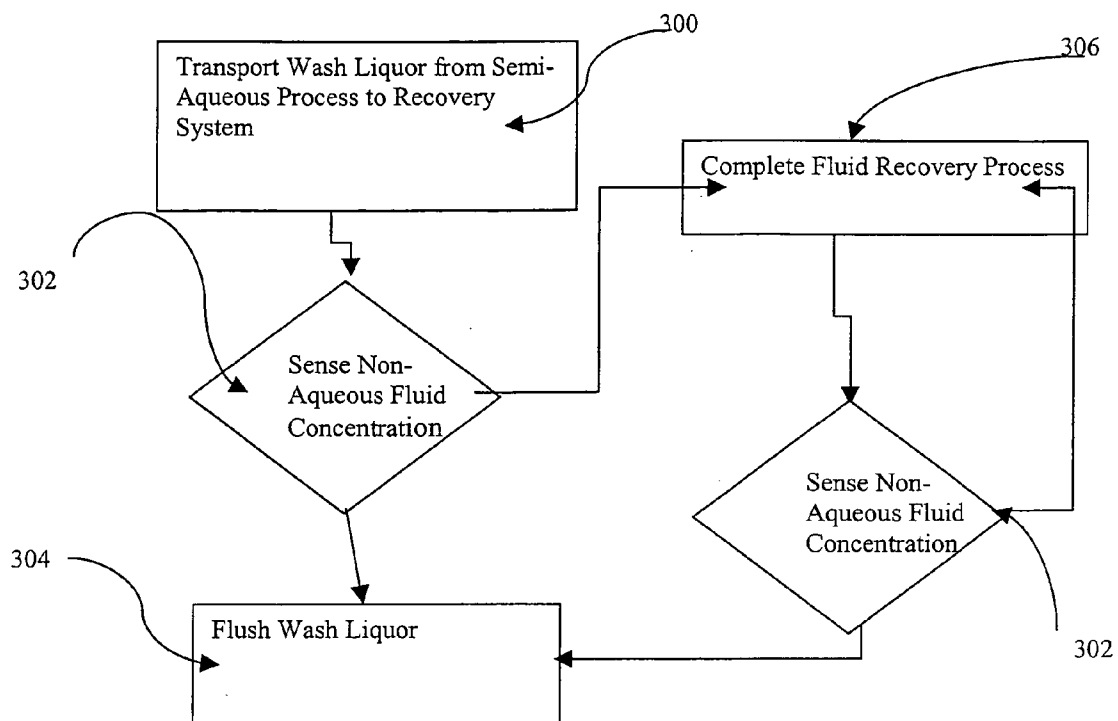 300
Transport Wash Liquor from Semi-
Aqueous Process to Recovery
System
306
Complete Fluid Recovery Process
302
Sense Non-
Aqueous Fluid
Concentration
Sense Non-
Aqueous Fluid
Concentration
304
Flush Wash Liquor
302